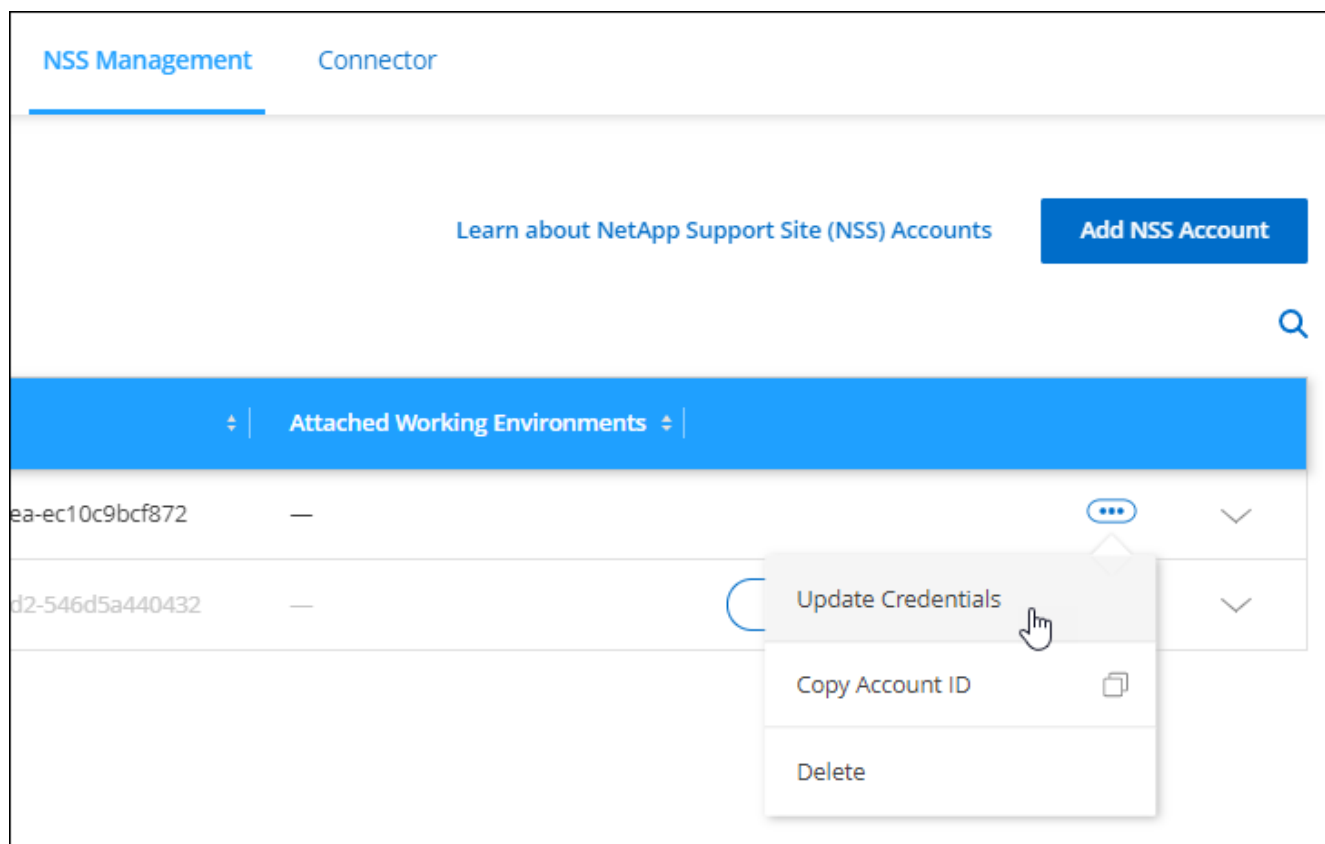 NSS Management Connector
Learn about NetApp Support Site (NSS) Accounts Add NSS Account
Attached Working Environments
ea-ec10c9bcf872 —
d2-546d5a440432 —
Update Credentials
Copy Account ID
Delete